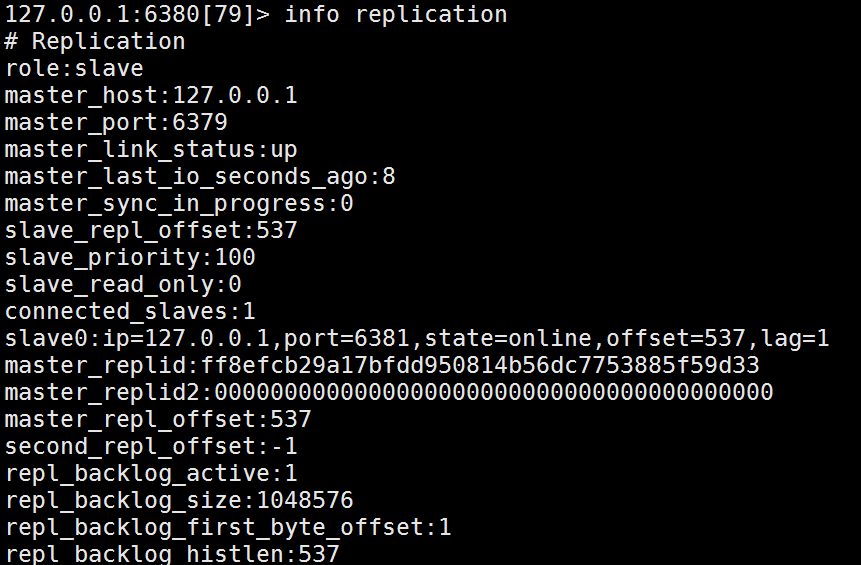 127.0.0.1:6380[79]> info replication
# Replication
role:slave
master_host:127.0.0.1
master_port:6379
master_link_status:up
master_last_io_seconds_ago:8
master_sync_in_progress:0
slave_repl_offset:537
slave_priority:100
slave_read_only:0
connected_slaves:1
slave0:ip=127.0.0.1,port=6381,state=online,offset=537,lag=1
master_replid:ff8efcb29a17bfdd950814b56dc7753885f59d33
master_replid2:0000000000000000000000000000000000000000
master_repl_offset:537
second_repl_offset:-1
repl_backlog_active:1
repl_backlog_size:1048576
repl_backlog_first_byte_offset:1
repl_backlog_histlen:537